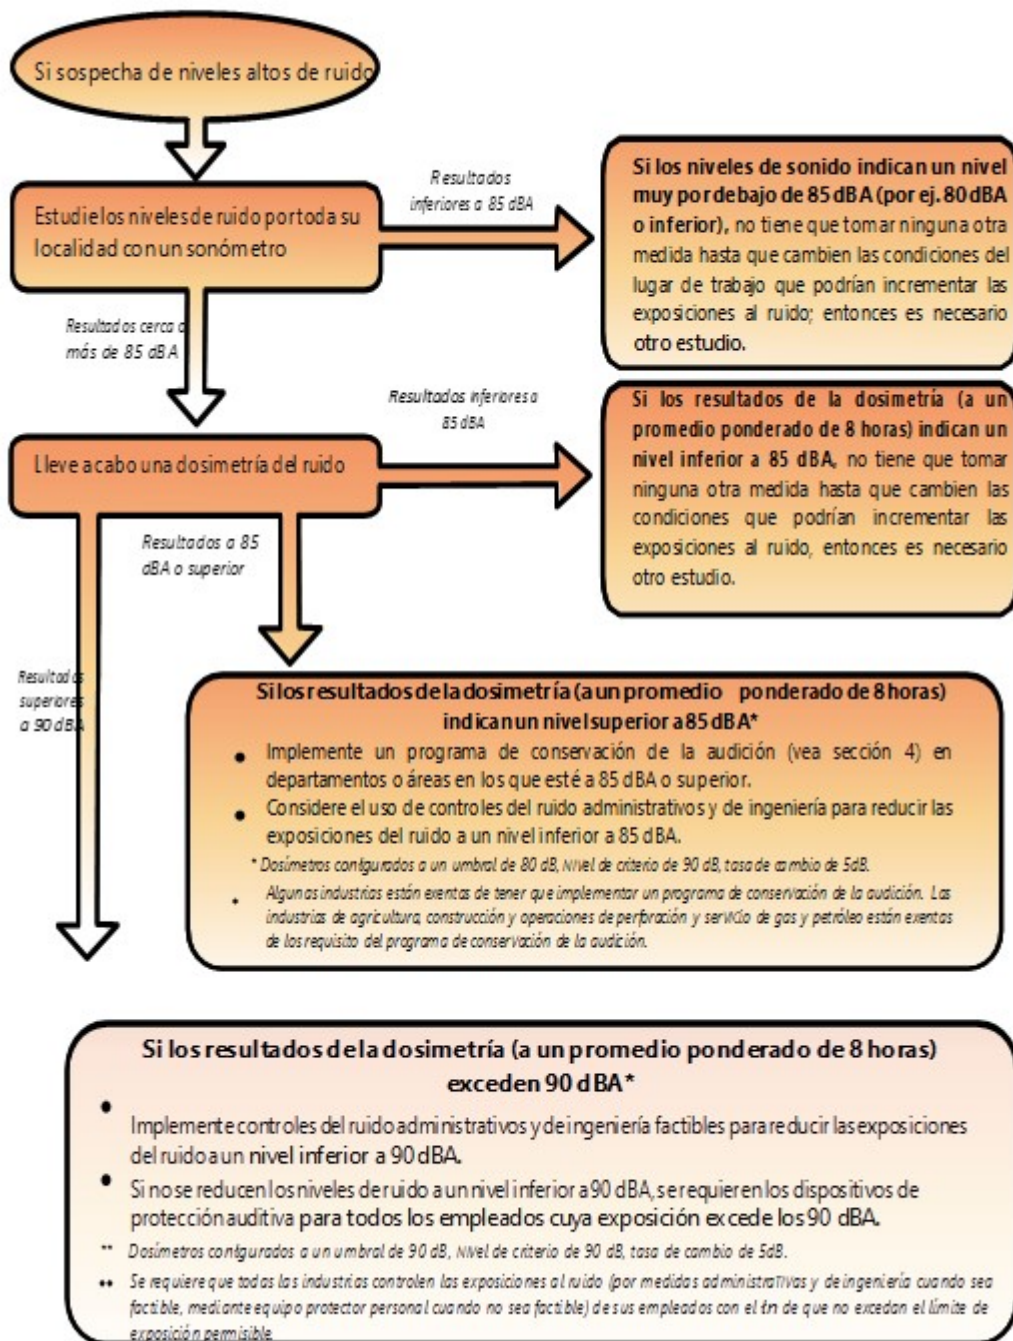 Si sospecha de niveles altos de ruido
Estudie los niveles de ruido por toda su
localidad con un sonómetro
Resultados
inferiores a 85 dBA
Si los niveles de sonido indican un nivel
muy por debajo de 85 dBA (por ej. 80 dBA
o inferior), no tiene que tomar ninguna otra
medida hasta que cambien las condiciones del
lugar de trabajo que podrían incrementar las
exposiciones al ruido; entonces es necesario
otro estudio.
Resultados cerca o
más de 85 dBA
Lleve a cabo una dosimetría del ruido
Resultados inferiores a
85 dBA
Si los resultados de la dosimetría (a un
promedio ponderado de 8 horas) indican un
nivel inferior a 85 dBA, no tiene que tomar
ninguna otra medida hasta que cambien las
condiciones que podrían incrementar las
exposiciones al ruido, entonces es necesario
otro estudio.
Resultados a 85
dBA o superior
Resultados
superiores
a 90 dBA
Si los resultados de la dosimetría (a un promedio ponderado de 8 horas)
indican un nivel superior a 85 dBA*
• Implemente un programa de conservación de la audición (vea sección 4) en
departamentos o áreas en los que esté a 85 dBA o superior.
• Considere el uso de controles del ruido administrativos y de ingeniería para reducir las
exposiciones del ruido a un nivel inferior a 85 dBA.
* Dosímetros configurados a un umbral de 80 dB, nivel de criterio de 90 dB, tasa de cambio de 5dB.
* Algunas industrias están exentas de tener que implementar un programa de conservación de la audición. Las
industrias de agricultura, construcción y operaciones de perforación y servicio de gas y petróleo están exentas
de los requisito del programa de conservación de la audición.
Si los resultados de la dosimetría (a un promedio ponderado de 8 horas)
exceden 90 dBA*
• Implemente controles del ruido administrativos y de ingeniería factibles para reducir las exposiciones
del ruido a un nivel inferior a 90 dBA.
• Si no se reducen los niveles de ruido a un nivel inferior a 90 dBA, se requieren los dispositivos de
protección auditiva para todos los empleados cuya exposición excede los 90 dBA.
** Dosímetros configurados a un umbral de 90 dB, nivel de criterio de 90 dB, tasa de cambio de 5dB.
•• Se requiere que todas las industrias controlen las exposiciones al ruido (por medidas administrativas y de ingeniería cuando sea
factible, mediante equipo protector personal cuando no sea factible) de sus empleados con el fin de que no excedan el límite de
exposición permisible.